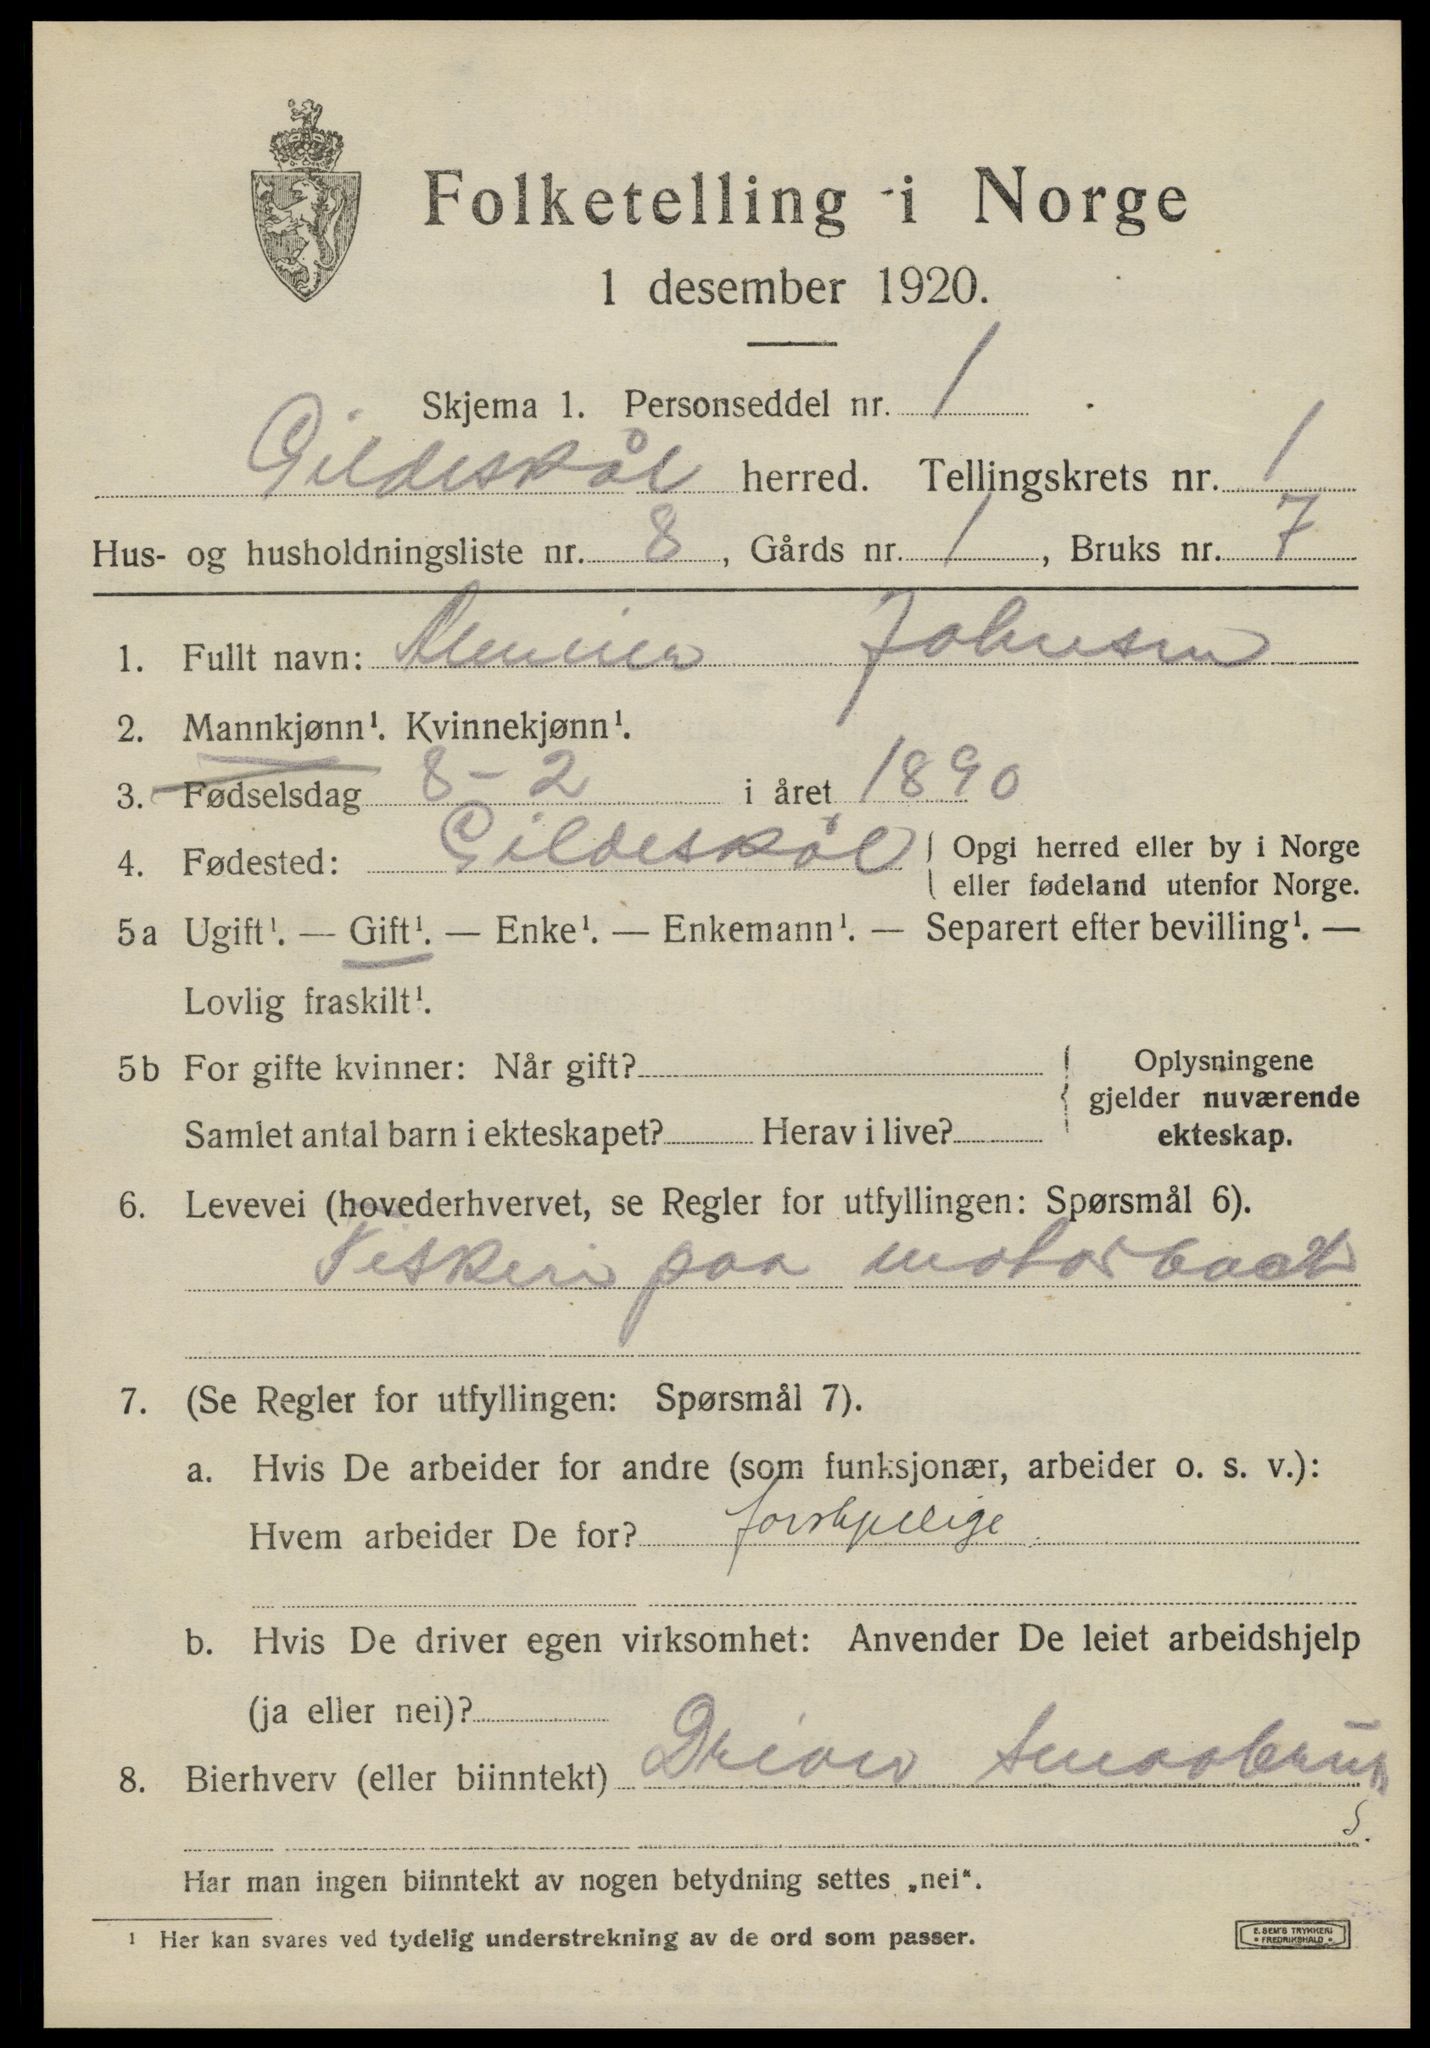 Folketelling i Norge
1 desember 1920.
Skjema 1. Personseddel nr. 1
Gildeskål herred. Tellingskrets nr. 1
Hus- og husholdningsliste nr. 8, Gårds nr. 1, Bruks nr. 7
1. Fullt navn: Johnsen
2. Mannkjønn¹. Kvinnekjønn¹.
3. Fødselsdag 8-2 i året 1890
4. Fødested: Gildeskål Opgi herred eller by i Norge
eller fødeland utenfor Norge.
5a Ugift¹. — Gift¹. — Enke¹. — Enkemann¹. — Separert efter bevilling¹. —
Lovlig fraskilt¹.
5b For gifte kvinner: Når gift? Oplysningene
gjelder nuværende
Samlet antal barn i ekteskapet? Herav i live? ekteskap.
6. Levevei (hovederhvervet, se Regler for utfyllingen: Spørsmål 6).
Fiskeri paa motorbaat
7. (Se Regler for utfyllingen: Spørsmål 7).
a. Hvis De arbeider for andre (som funksjonær, arbeider o. s. v.):
Hvem arbeider De for? forskjellige
b. Hvis De driver egen virksomhet: Anvender De leiet arbeidshjelp
(ja eller nei)?
8. Bierhverv (eller biinntekt) Driver Smaabruk
S.
Har man ingen biinntekt av nogen betydning settes „nei“.
¹ Her kan svares ved tydelig understrekning av de ord som passer.
E. SEM'S TRYKKERI
FREDRIKSHALD